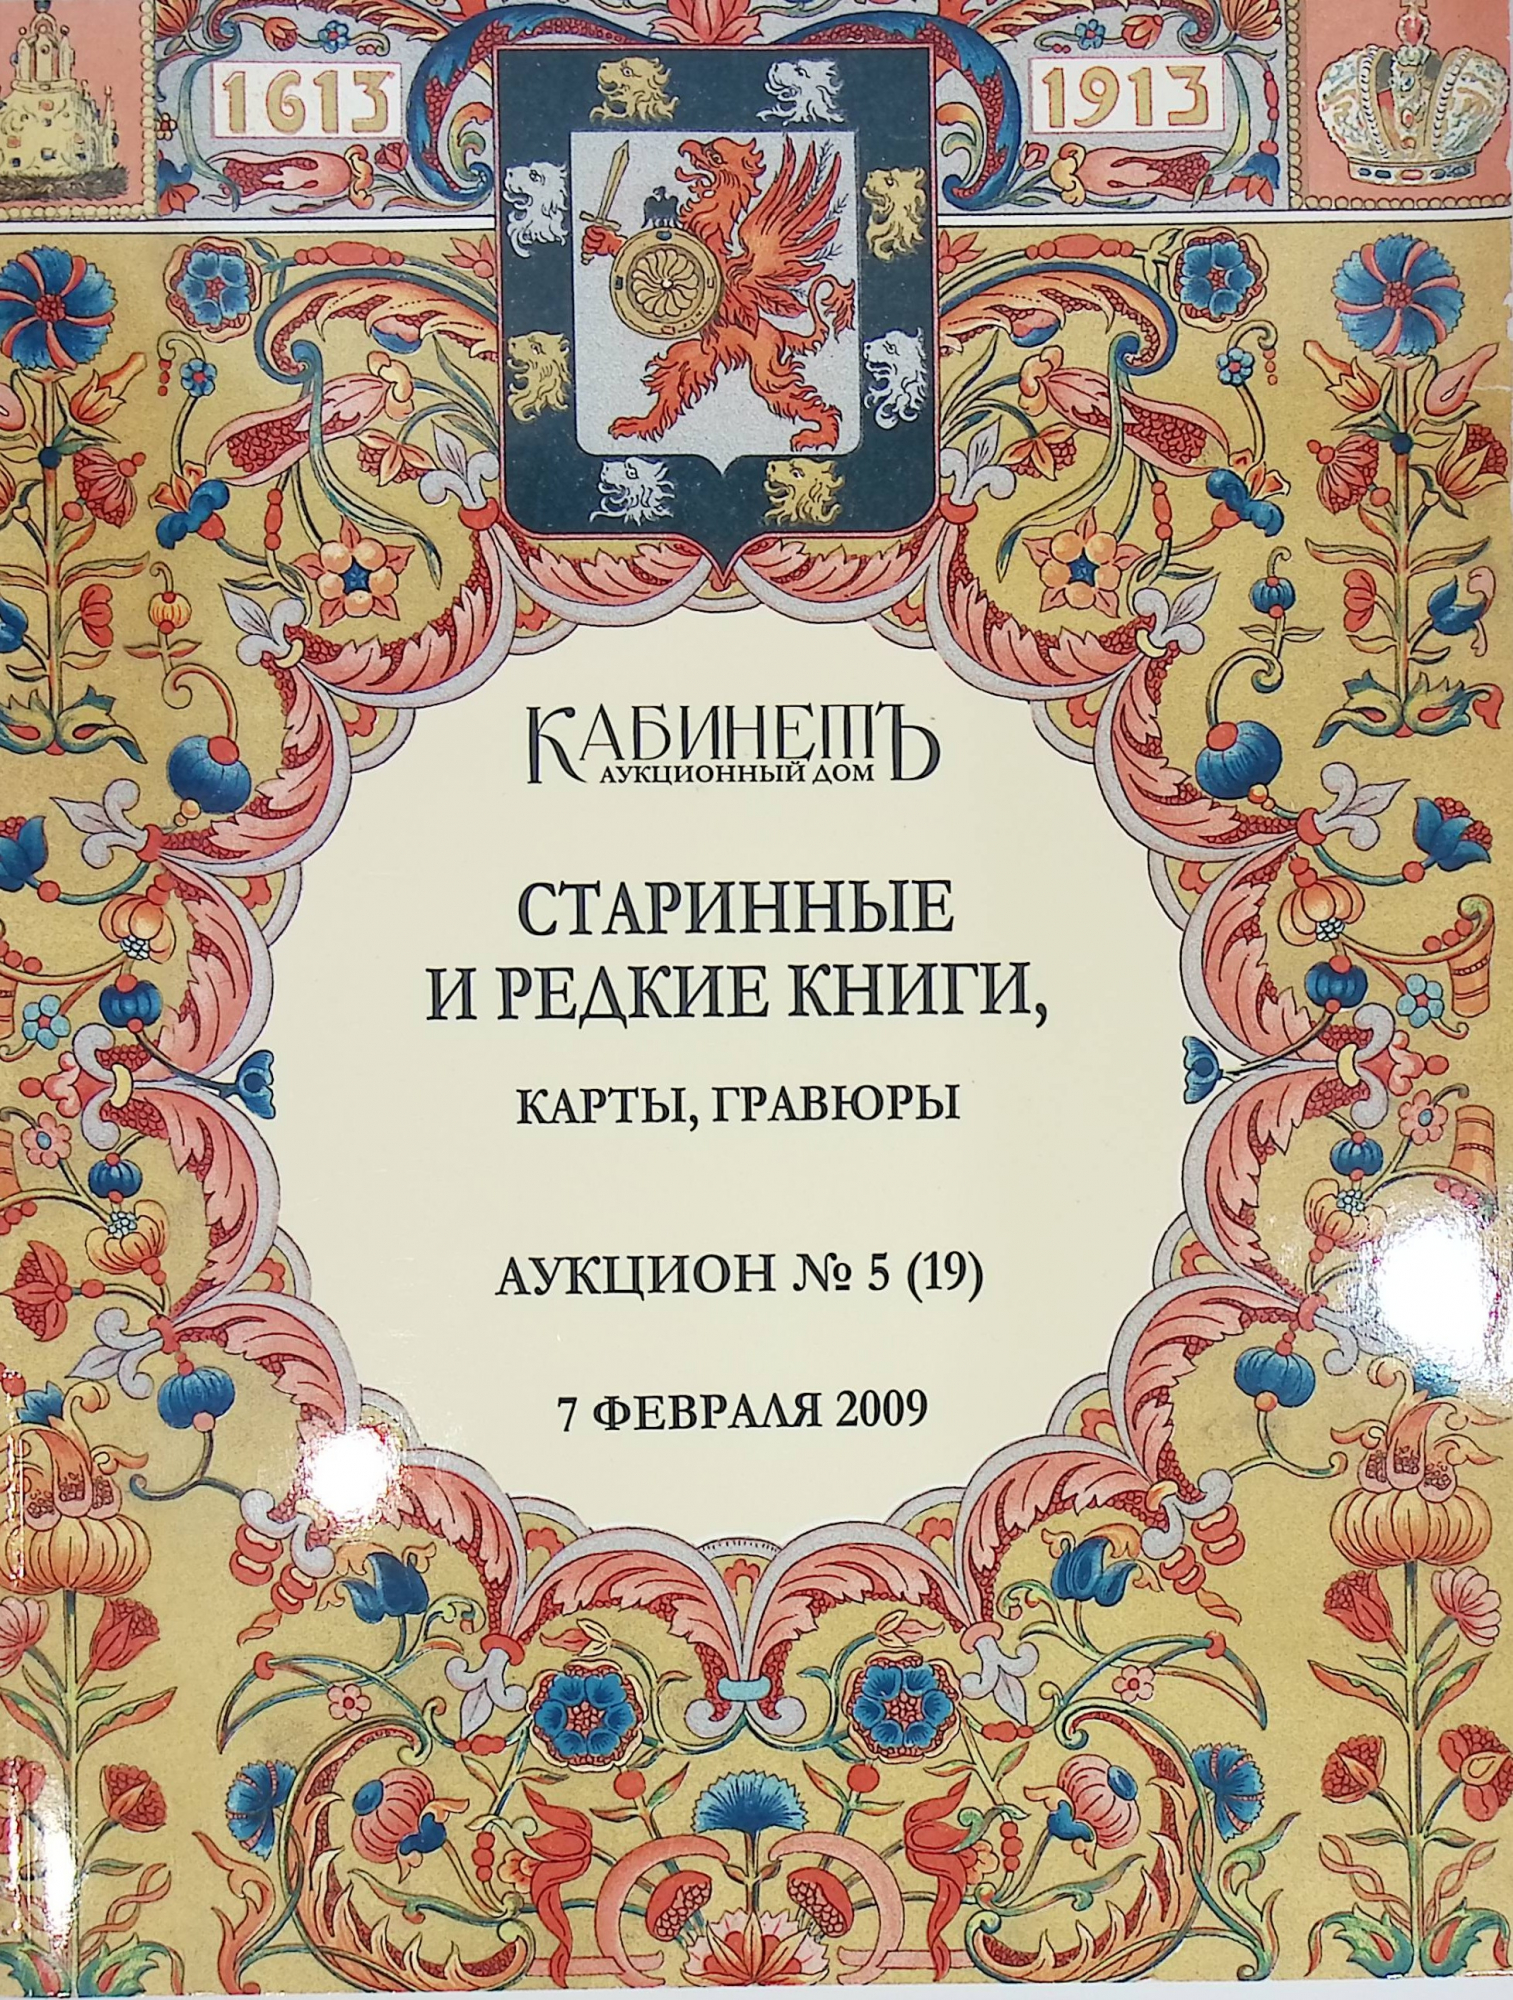 1613 1913
КАБИНЕТЪ
АУКЦИОННЫЙ ДОМ
СТАРИННЫЕ
И РЕДКИЕ КНИГИ,
КАРТЫ, ГРАВЮРЫ
АУКЦИОН № 5 (19)
7 ФЕВРАЛЯ 2009